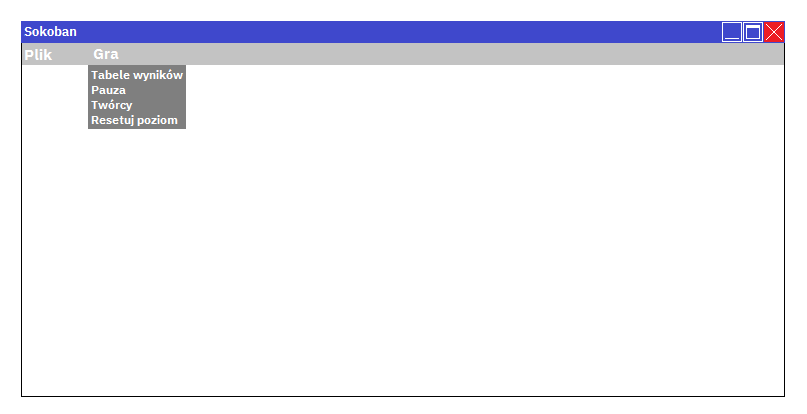 Sokoban
Plik Gra
Tabele wyników
Pauza
Twórcy
Resetuj poziom